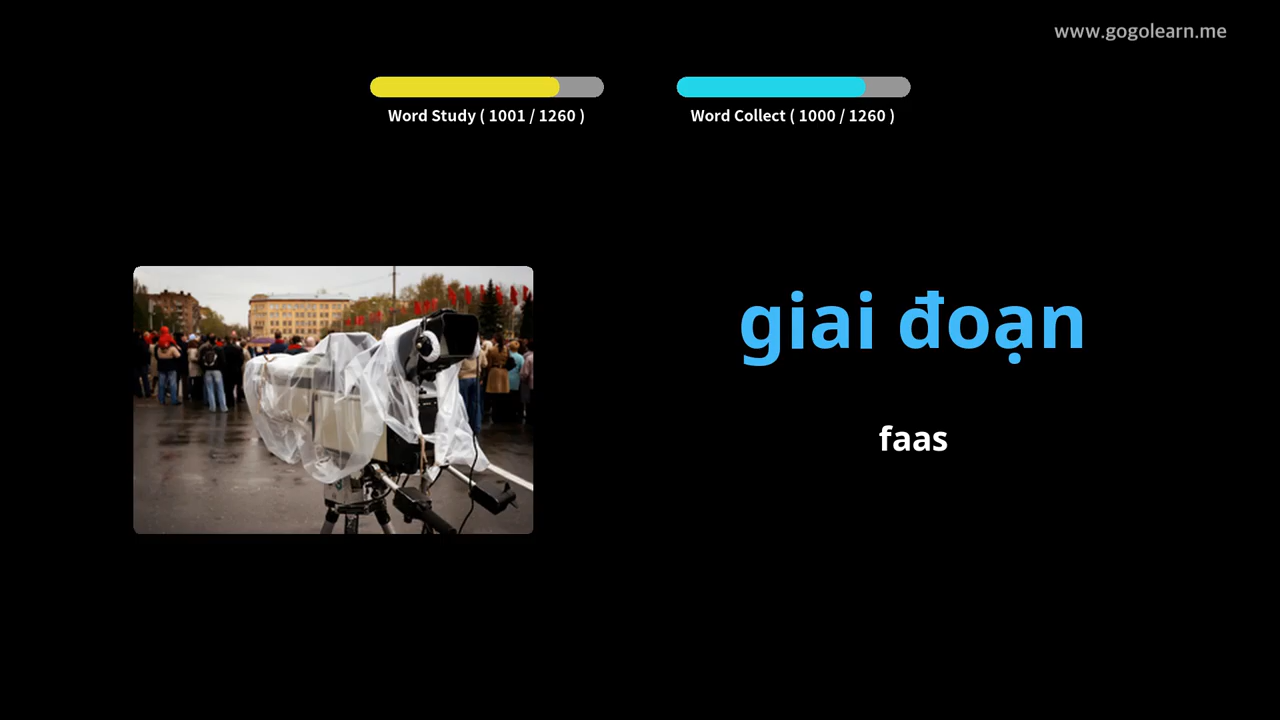 www.gogolearn.me
Word Study ( 1001 / 1260 )
Word Collect ( 1000 / 1260 )
giai đoạn
faas